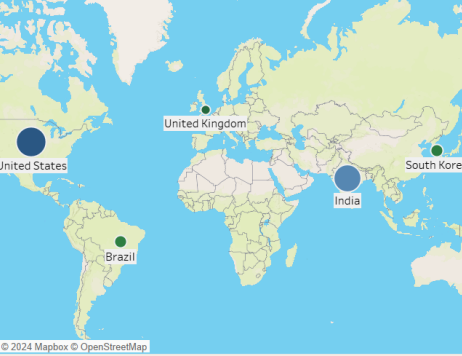 United Kingdom
United States
South Kore
India
Brazil
© 2024 Mapbox © OpenStreetMap